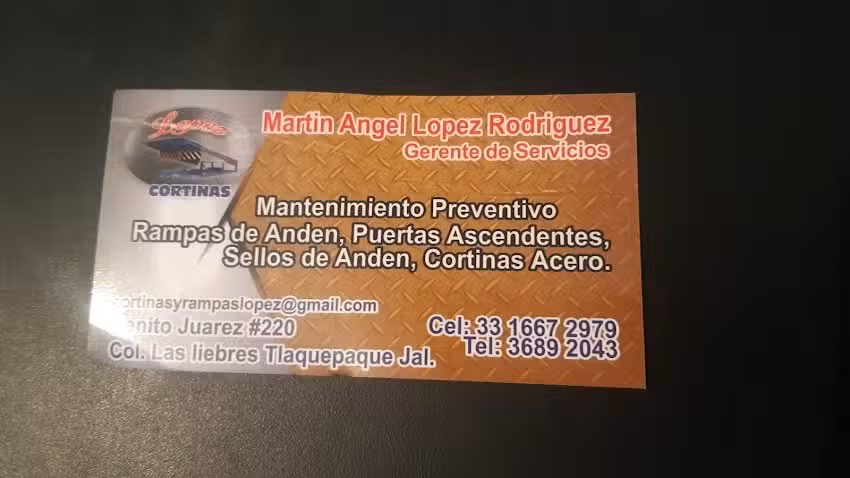 Lopez
CORTINAS
Martin Angel Lopez Rodriguez
Gerente de Servicios
Mantenimiento Preventivo
Rampas de Anden, Puertas Ascendentes,
Sellos de Anden, Cortinas Acero.
cortinasyrampaslopez@gmail.com
Benito Juarez #220
Col. Las liebres Tlaquepaque Jal.
Cel: 33 1667 2979
Tel: 3689 2043